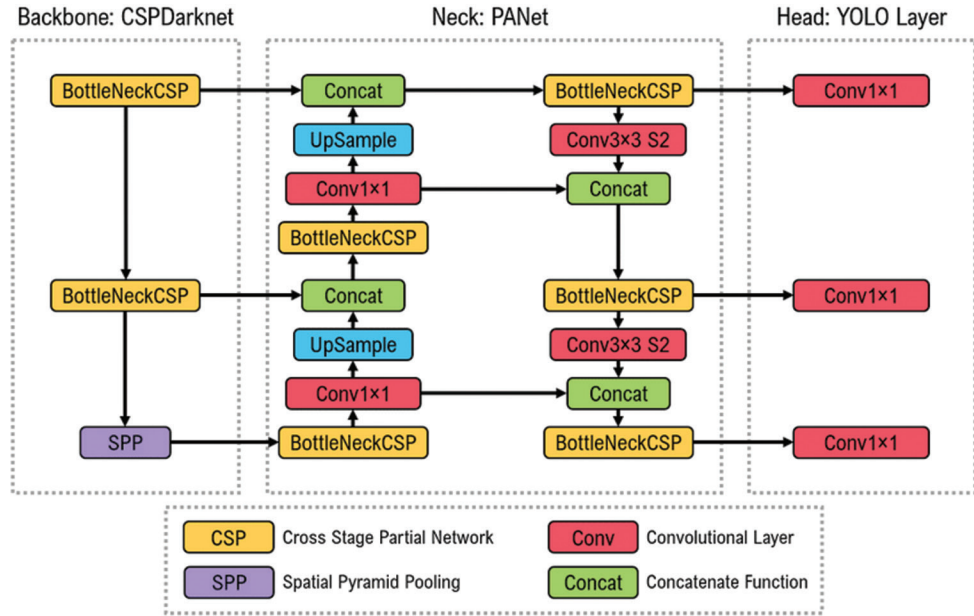 Backbone: CSPDarknet
Neck: PANet
Head: YOLO Layer
BottleNeckCSP
Concat
BottleNeckCSP
Conv1×1
UpSample
Conv3×3 S2
Conv1×1
Concat
BottleNeckCSP
BottleNeckCSP
Concat
BottleNeckCSP
Conv1×1
UpSample
Conv3×3 S2
Conv1×1
Concat
SPP
BottleNeckCSP
BottleNeckCSP
Conv1×1
CSP
Cross Stage Partial Network
Conv
Convolutional Layer
SPP
Spatial Pyramid Pooling
Concat
Concatenate Function